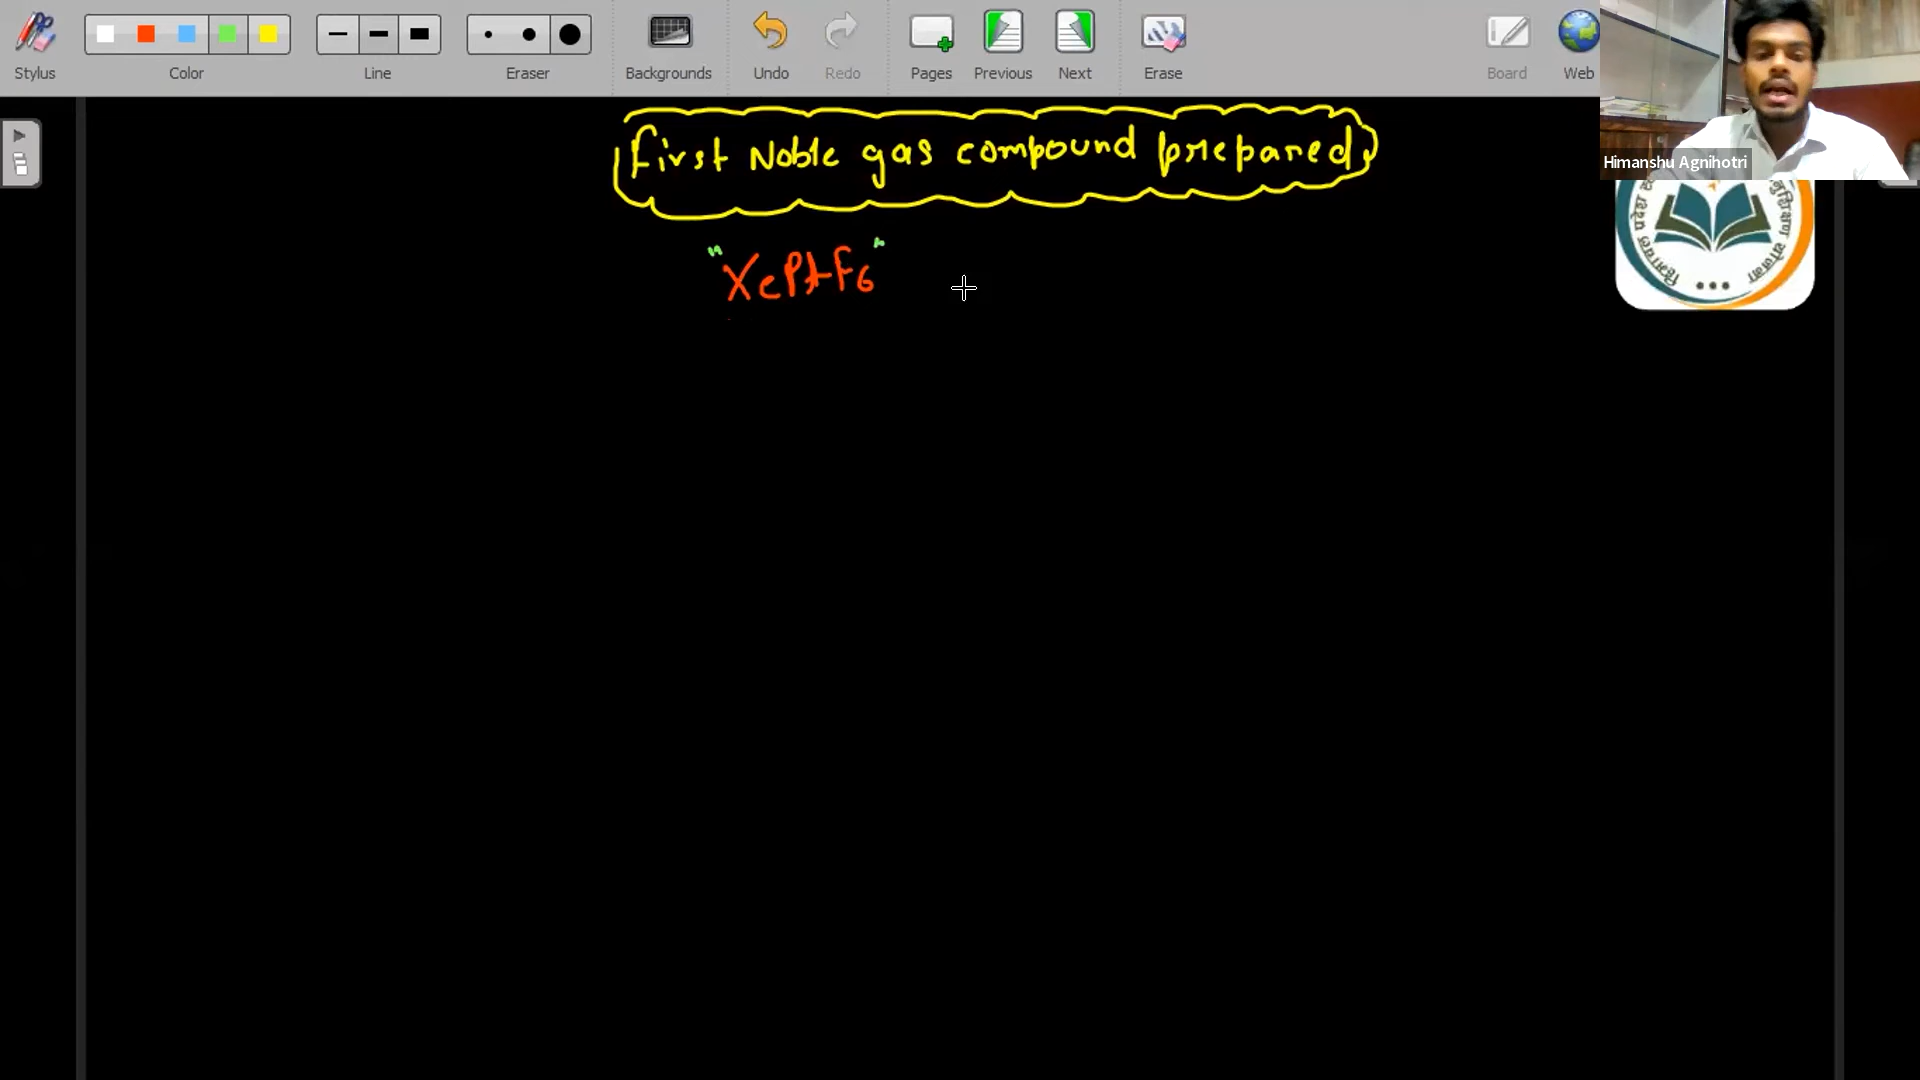 Stylus Color Line Eraser Backgrounds Undo Redo Pages Previous Next Erase Board Web
Himanshu Agnihotri
First Noble gas compound prepared
"XePtF6"